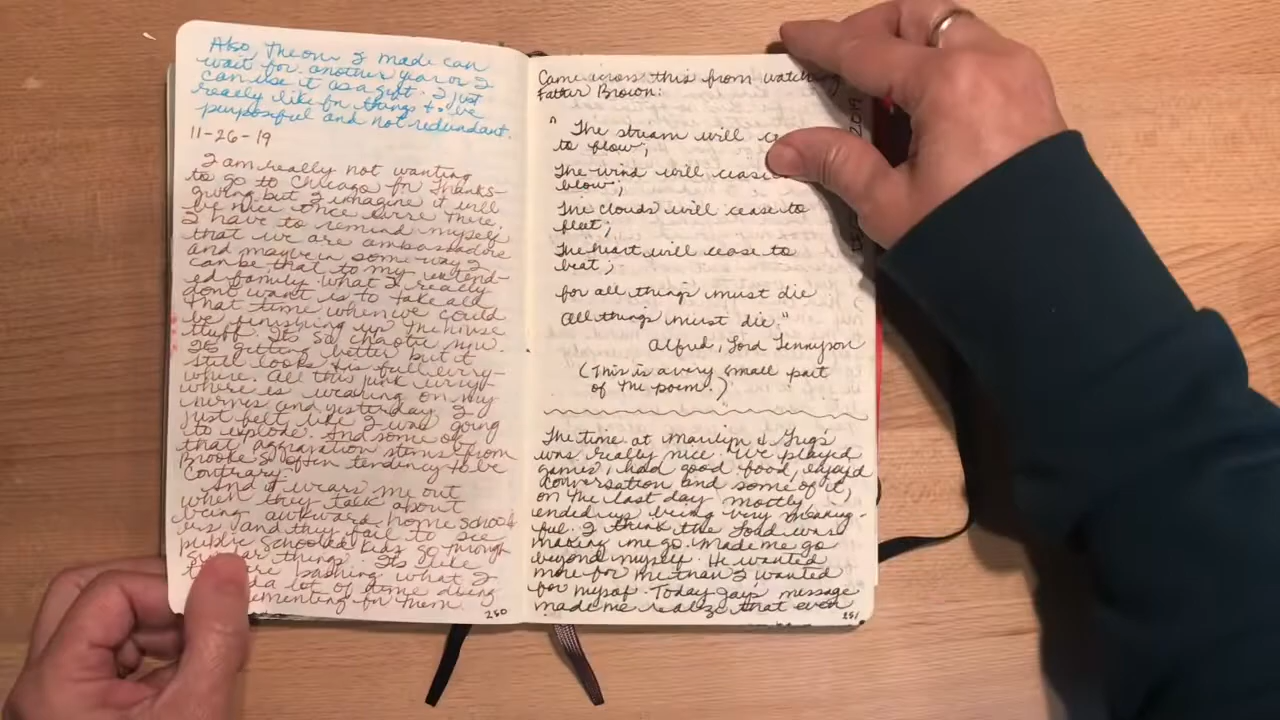 Also, the one I made can
wait for another year or I
can use it as a gift. I just
really like for things to be
purposeful and not redundant.
11-26-19
I am really not wanting
to go to Chicago for Thanks-
giving but I imagine it will
be nice once we're there.
I have to remind myself
that we are ambassadors
and maybe in some way I
can be that to my extend-
ed family. What I really
dont want is to take all
that time when we could
be finishing up the house
stuff. Its so chaotic now.
Its getting better but it
still looks full every-
where. All this junk every-
where is wearing on my
nerves and yesterday I
just felt like I was going
to explode. And some of
that aggravation stems from
Brooke's often tendency to be
contrary.
And it wears me out
when they talk about
being awkward home school-
ers and they fail to see
public schooled kids go through
similar things. Its like
bashing what I
a lot of time doing
for them.
250
Came across this from watching
Father Brown:
"The stream will
to flow;
The wind will cease
blow;
The clouds will cease to
fleet;
The heart will cease to
beat;
for all things must die
All things must die."
Alfred, Lord Tennyson
(This is a very small part
of the poem.)
The time at Marilyn & Greg's
was really nice. We played
games, had good food, enjoyed
conversation and some of it,
on the last day mostly
ended up being very meaning-
ful. I think the Lord was
making me go. Made me go
beyond myself. He wanted
more for me than I wanted
for myself. Today Jay's message
made me realize that even
251
2019